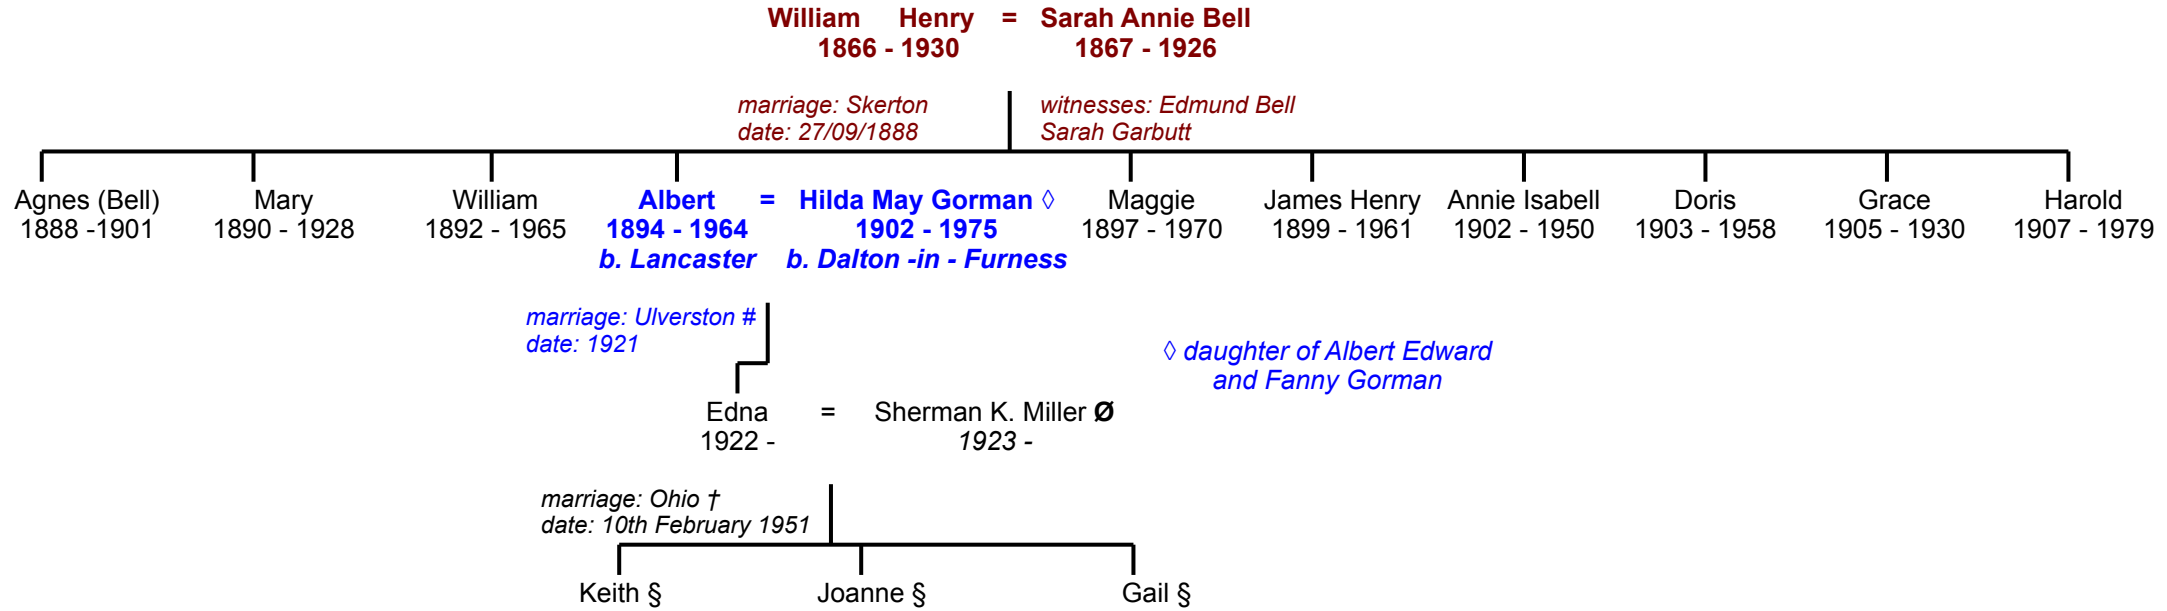 William Henry = Sarah Annie Bell
1866 - 1930 1867 - 1926
marriage: Skerton witnesses: Edmund Bell
date: 27/09/1888 Sarah Garbutt
Agnes (Bell) Mary William Albert = Hilda May Gorman ◊ Maggie James Henry Annie Isabell Doris Grace Harold
1888 -1901 1890 - 1928 1892 - 1965 1894 - 1964 1902 - 1975 1897 - 1970 1899 - 1961 1902 - 1950 1903 - 1958 1905 - 1930 1907 - 1979
b. Lancaster b. Dalton -in - Furness
marriage: Ulverston #
date: 1921
◊ daughter of Albert Edward
and Fanny Gorman
Edna = Sherman K. Miller Ø
1922 - 1923 -
marriage: Ohio †
date: 10th February 1951
Keith § Joanne § Gail §